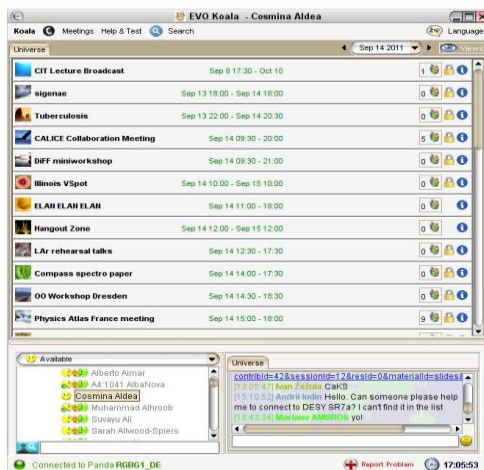 EVO Koala - Cosmina Aldea
Koala Meetings Help & Test Search Language
Universe Sep 14 2011 Views
CIT Lecture Broadcast Sep 8 17:30 - Oct 10 1
sigenae Sep 13 18:00 - Sep 14 18:00 0
Tuberculosis Sep 13 22:00 - Sep 14 20:30 0
CALICE Collaboration Meeting Sep 14 09:30 - 20:00 5
DiFF miniworkshop Sep 14 09:30 - 21:00 0
Illinois VSpot Sep 14 10:00 - Sep 15 10:00 0
ELAN ELAN ELAN Sep 14 11:00 - 18:00 0
Hangout Zone Sep 14 12:00 - Sep 15 12:00 0
LAr rehearsal talks Sep 14 12:30 - 17:30 0
Compass spectro paper Sep 14 14:00 - 17:30 0
OO Workshop Dresden Sep 14 14:30 - 18:30 0
Physics Atlas France meeting Sep 14 15:00 - 18:00 9
Available
Alberto Aimar
A4:1041 AlbaNova
Cosmina Aldea
Muhammad Alhroob
Suvayu Ali
Sarah Allwood-Spiers
Universe
contribId=42&sessionId=12&resId=0&materialId=slides&
[13:05:47] Ivan Zezula CaKS
[15:10:53] Andrii Iudin Hello. Can someone please help
me to connect to DESY SR7a? I can't find it in the list
[15:43:34] Mariano AMBROS yo!
Connected to Panda RGBG1_DE Report Problem 17:05:53